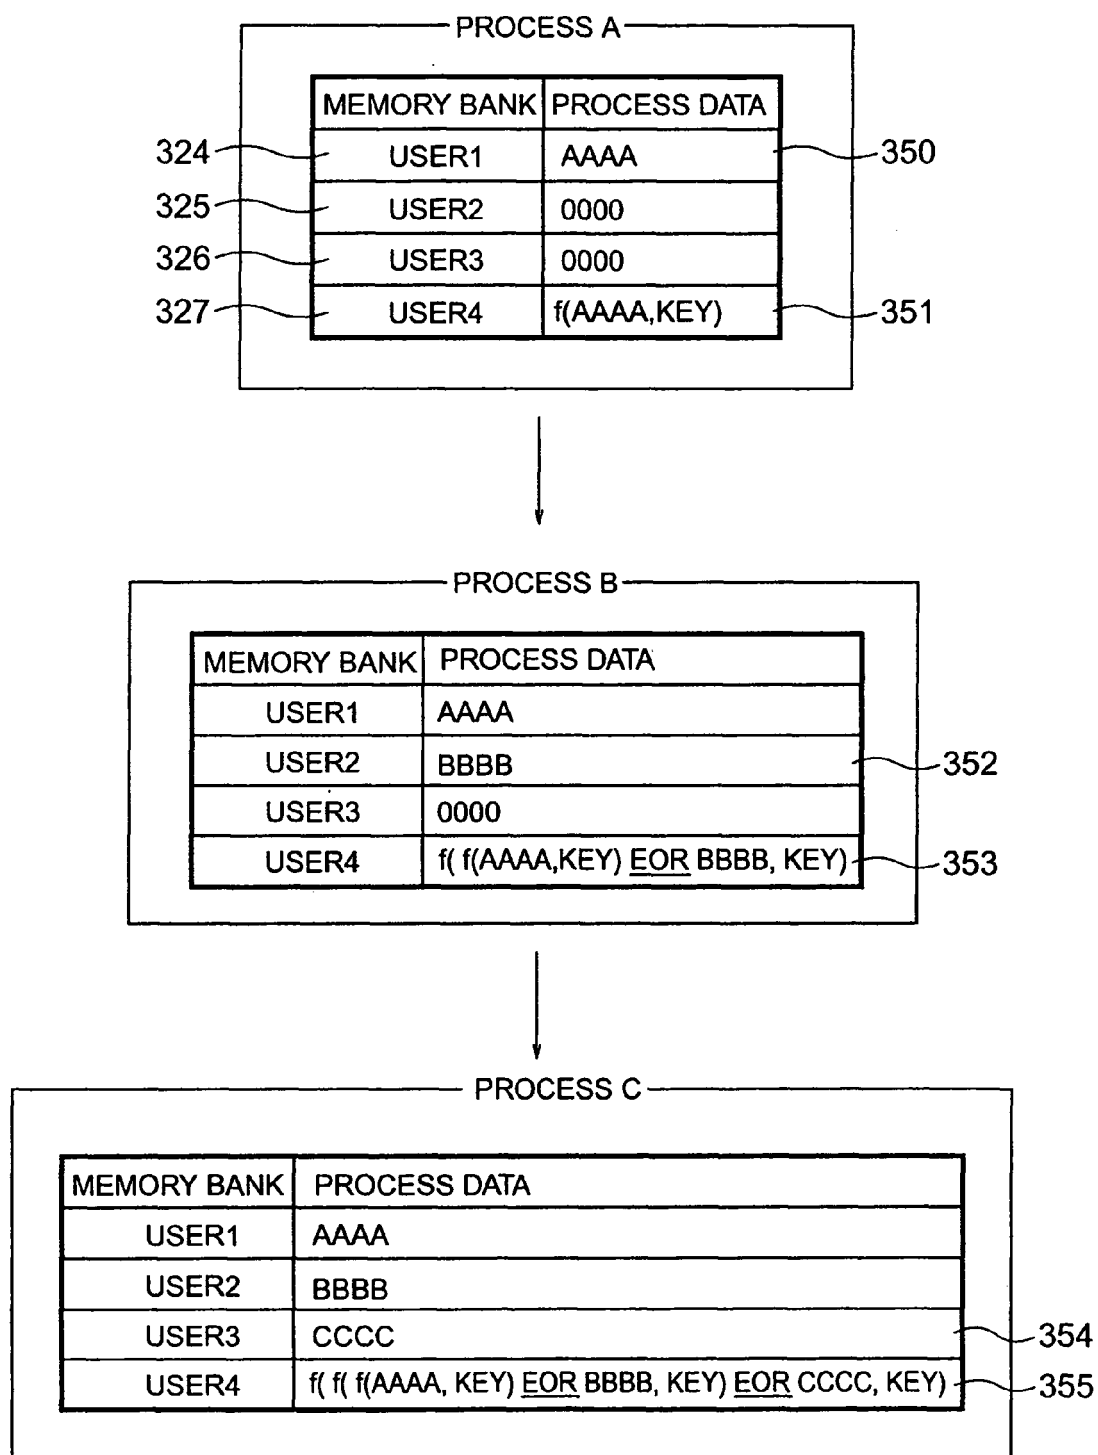 PROCESS A
MEMORY BANK PROCESS DATA
324 USER1 AAAA 350
325 USER2 0000
326 USER3 0000
327 USER4 f(AAAA,KEY) 351
PROCESS B
MEMORY BANK PROCESS DATA
USER1 AAAA
USER2 BBBB 352
USER3 0000
USER4 f( f(AAAA,KEY) EOR BBBB, KEY) 353
PROCESS C
MEMORY BANK PROCESS DATA
USER1 AAAA
USER2 BBBB
USER3 CCCC 354
USER4 f( f( f(AAAA, KEY) EOR BBBB, KEY) EOR CCCC, KEY) 355